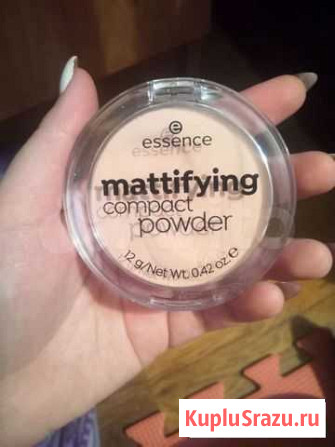 essence
mattifying
compact
powder
12 g/Net Wt. 0.42 oz. e
KupluSrazu.ru